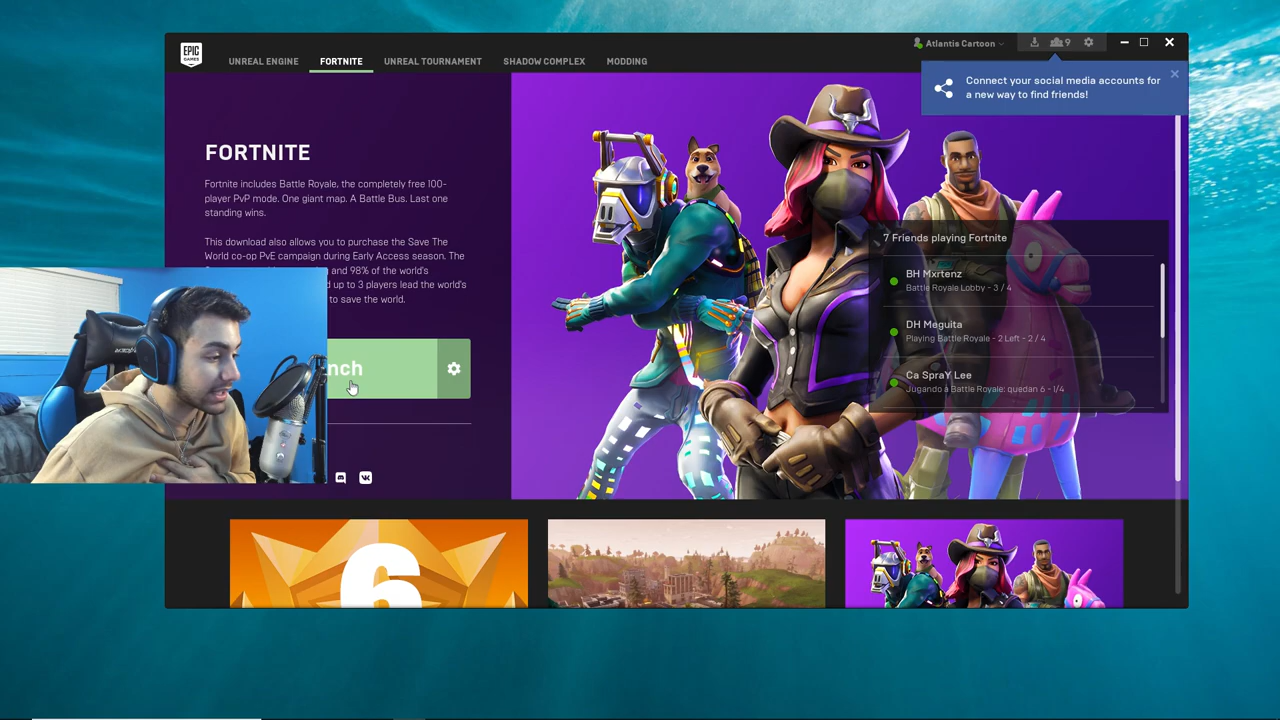 EPIC
GAMES
UNREAL ENGINE
FORTNITE
UNREAL TOURNAMENT
SHADOW COMPLEX
MODDING
Atlantis Cartoon
9
Connect your social media accounts for
a new way to find friends!
FORTNITE
Fortnite includes Battle Royale, the completely free 100-
player PvP mode. One giant map. A Battle Bus. Last one
standing wins.
This download also allows you to purchase the Save The
World co-op PvE campaign during Early Access season. The
and 98% of the world's
d up to 3 players lead the world's
to save the world.
nch
7 Friends playing Fortnite
BH Mxrtenz
Battle Royale Lobby - 3 / 4
DH Meguita
Playing Battle Royale - 2 Left - 2 / 4
Ca SpraY Lee
Jugando a Battle Royale: quedan 6 - 1/4
6